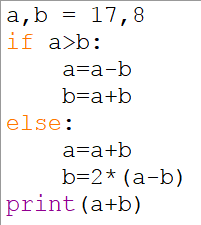 a,b = 17,8
if a>b:
    a=a-b
    b=a+b
else:
    a=a+b
    b=2*(a-b)
print(a+b)